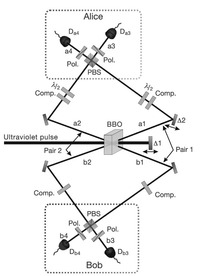 Alice
Da4
Da3
a4
a3
Pol.
Pol.
PBS
λ/2
λ/2
Comp.
Comp.
Δ2
BBO
a2
a1
Ultraviolet pulse
Δ1
Pair 2
Pair 1
b2
b1
Comp.
Comp.
PBS
Pol.
Pol.
b4
b3
Db4
Db3
Bob